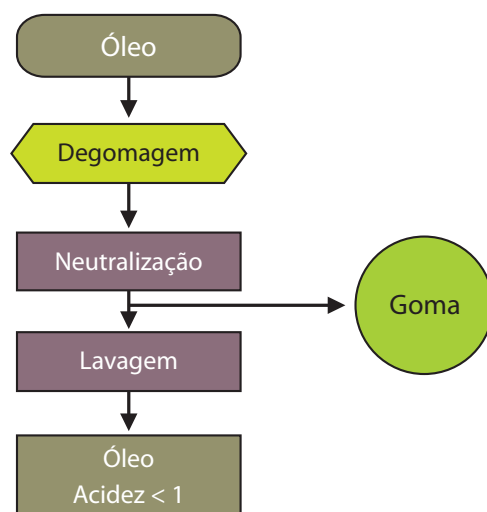 Óleo
Degomagem
Neutralização
Goma
Lavagem
Óleo
Acidez < 1